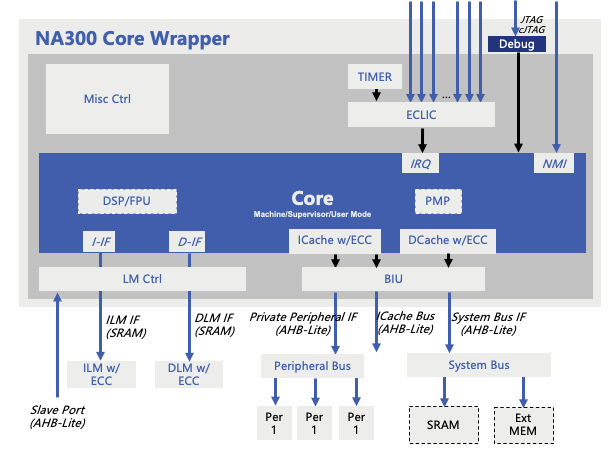 JTAG
cJTAG
NA300 Core Wrapper
Debug
TIMER
Misc Ctrl
...
ECLIC
IRQ
NMI
DSP/FPU
Core
PMP
Machine/Supervisor/User Mode
I-IF
D-IF
ICache w/ECC
DCache w/ECC
LM Ctrl
BIU
ILM IF
(SRAM)
DLM IF
(SRAM)
Private Peripheral IF
(AHB-Lite)
ICache Bus
(AHB-Lite)
System Bus IF
(AHB-Lite)
ILM w/
ECC
DLM w/
ECC
Peripheral Bus
System Bus
Slave Port
(AHB-Lite)
Per
1
Per
1
Per
1
SRAM
Ext
MEM